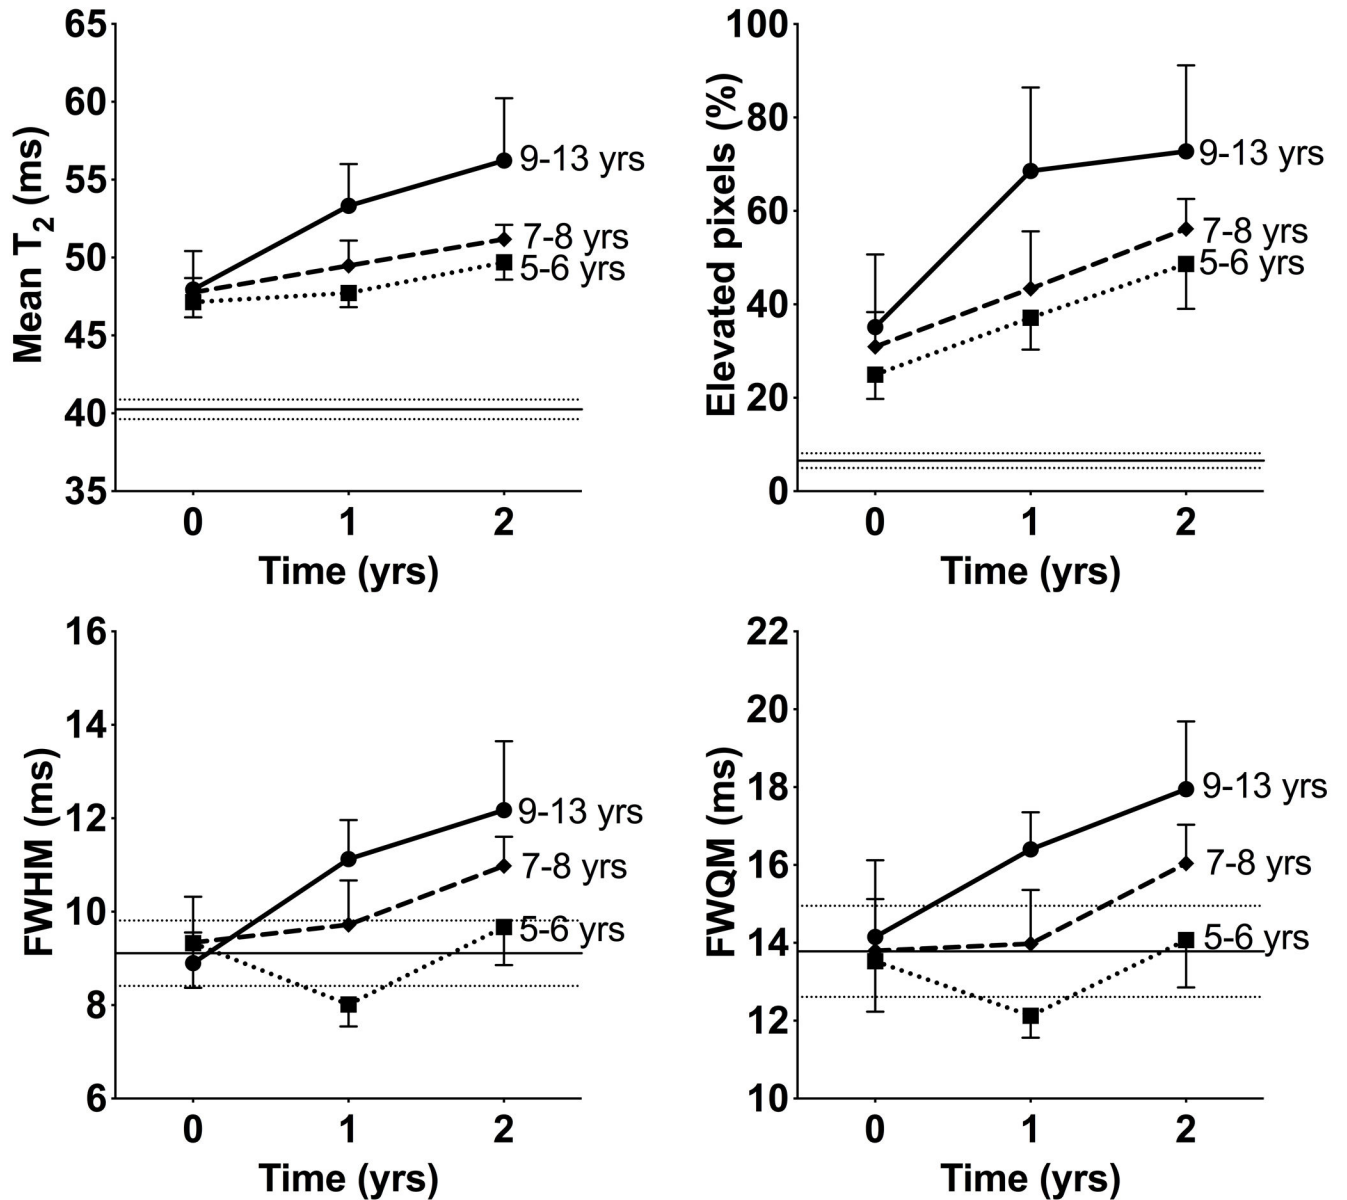 Mean T2 (ms)
65
60
55
50
45
40
35
9-13 yrs
7-8 yrs
5-6 yrs
0 1 2
Time (yrs)
Elevated pixels (%)
100
80
60
40
20
0
9-13 yrs
7-8 yrs
5-6 yrs
0 1 2
Time (yrs)
FWHM (ms)
16
14
12
10
8
6
9-13 yrs
7-8 yrs
5-6 yrs
0 1 2
Time (yrs)
FWQM (ms)
22
20
18
16
14
12
10
9-13 yrs
7-8 yrs
5-6 yrs
0 1 2
Time (yrs)